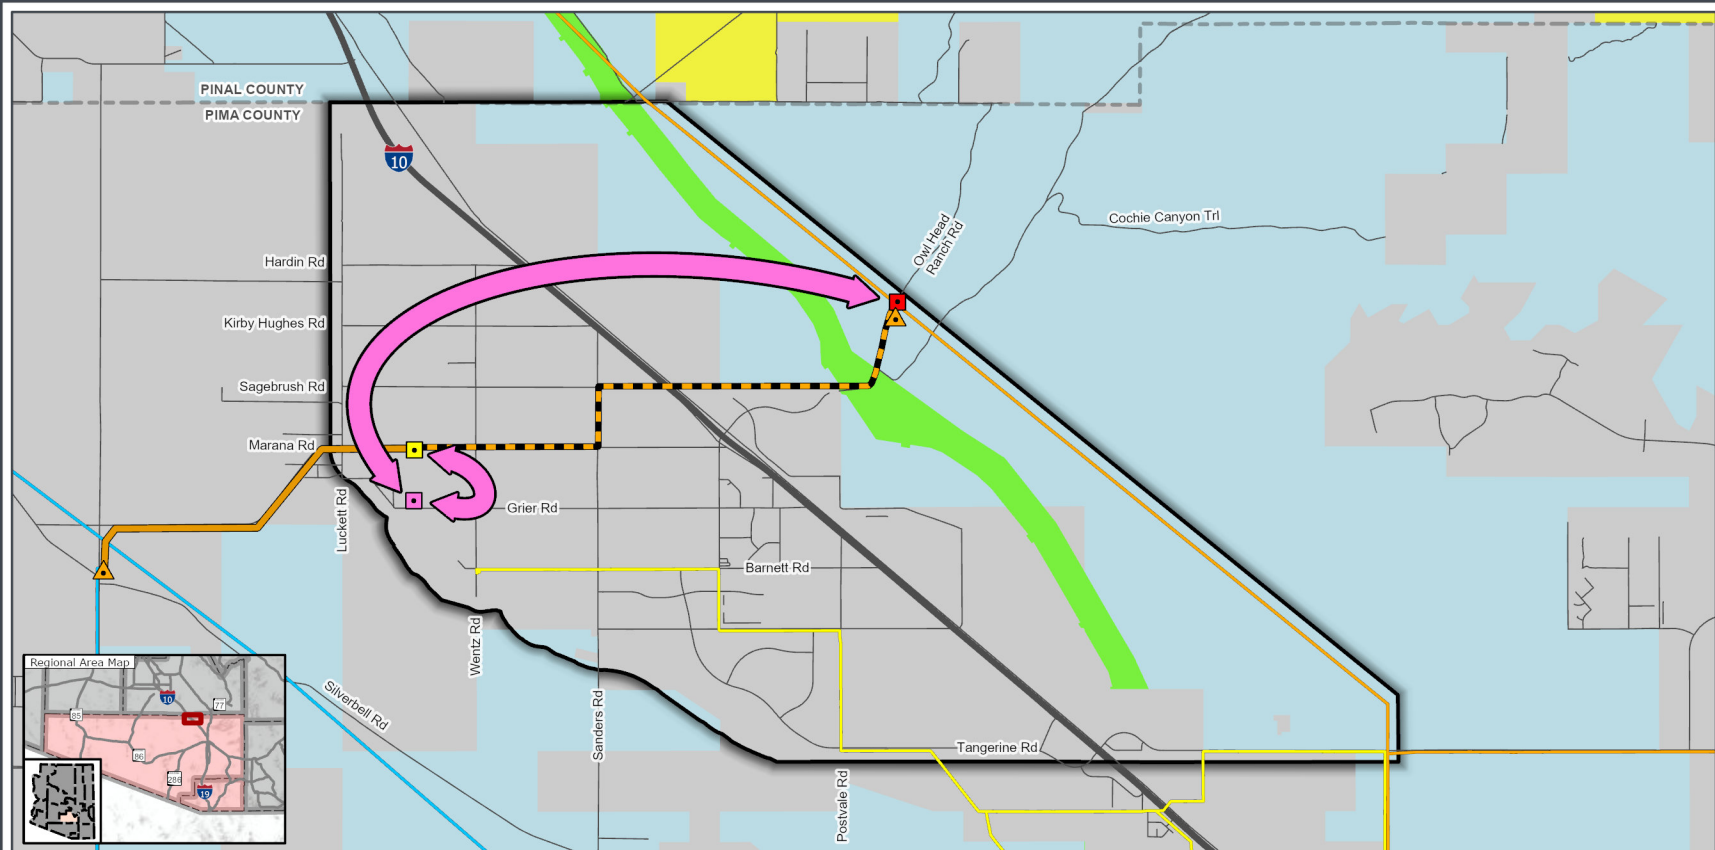 PINAL COUNTY
PIMA COUNTY
10
Owl Head
Ranch Rd
Cochie Canyon Trl
Hardin Rd
Kirby Hughes Rd
Sagebrush Rd
Marana Rd
Luckett Rd
Grier Rd
Barnett Rd
Wentz Rd
Sanders Rd
Silverbell Rd
Tangerine Rd
Postvale Rd
Regional Area Map
10
77
85
86
286
19